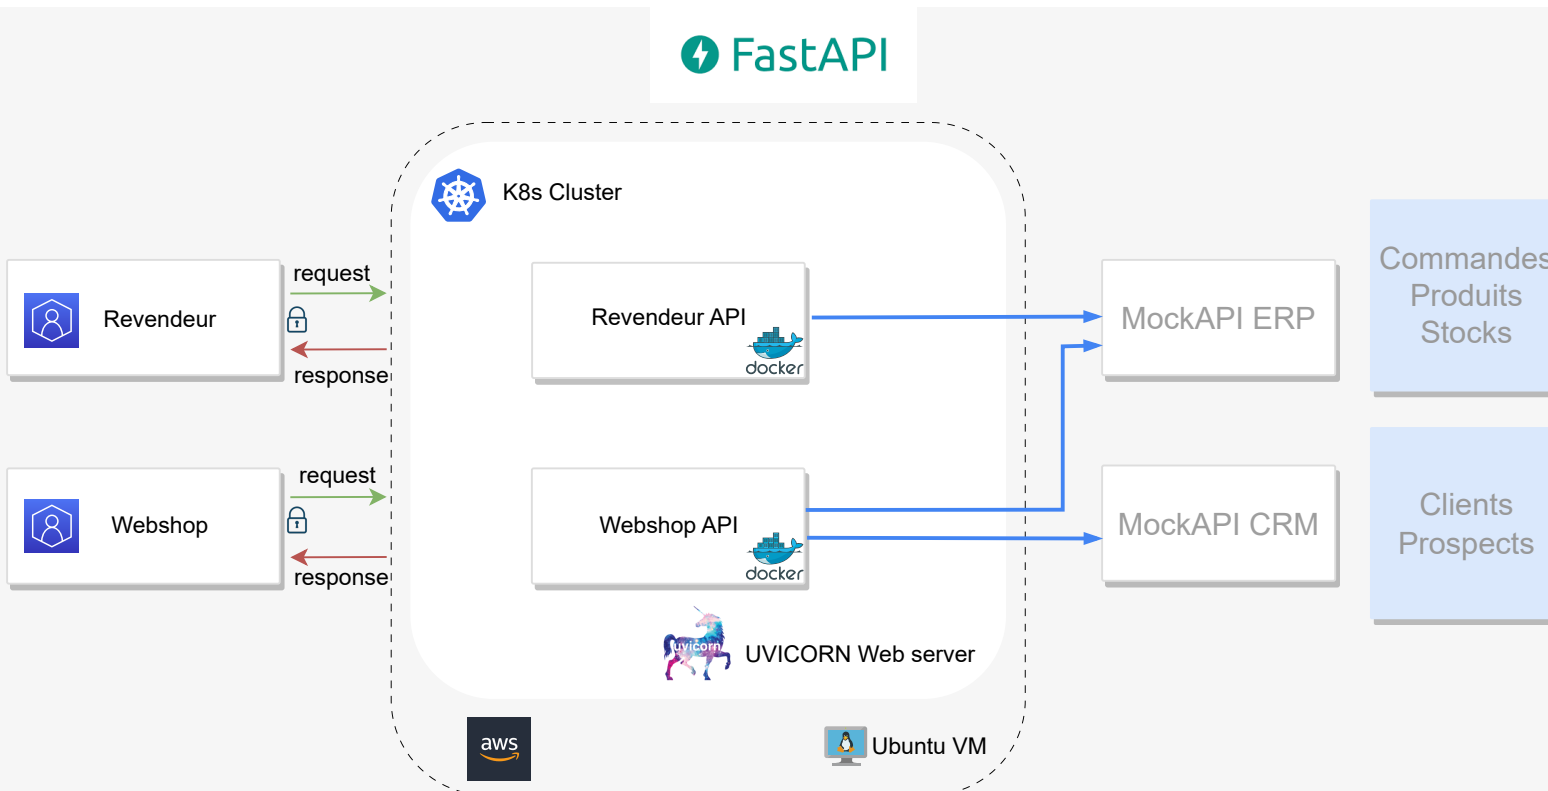 FastAPI
K8s Cluster
request
Revendeur
response
Revendeur API
docker
MockAPI ERP
Commandes
Produits
Stocks
request
Webshop
response
Webshop API
docker
MockAPI CRM
Clients
Prospects
uvicorn
UVICORN Web server
aws
Ubuntu VM